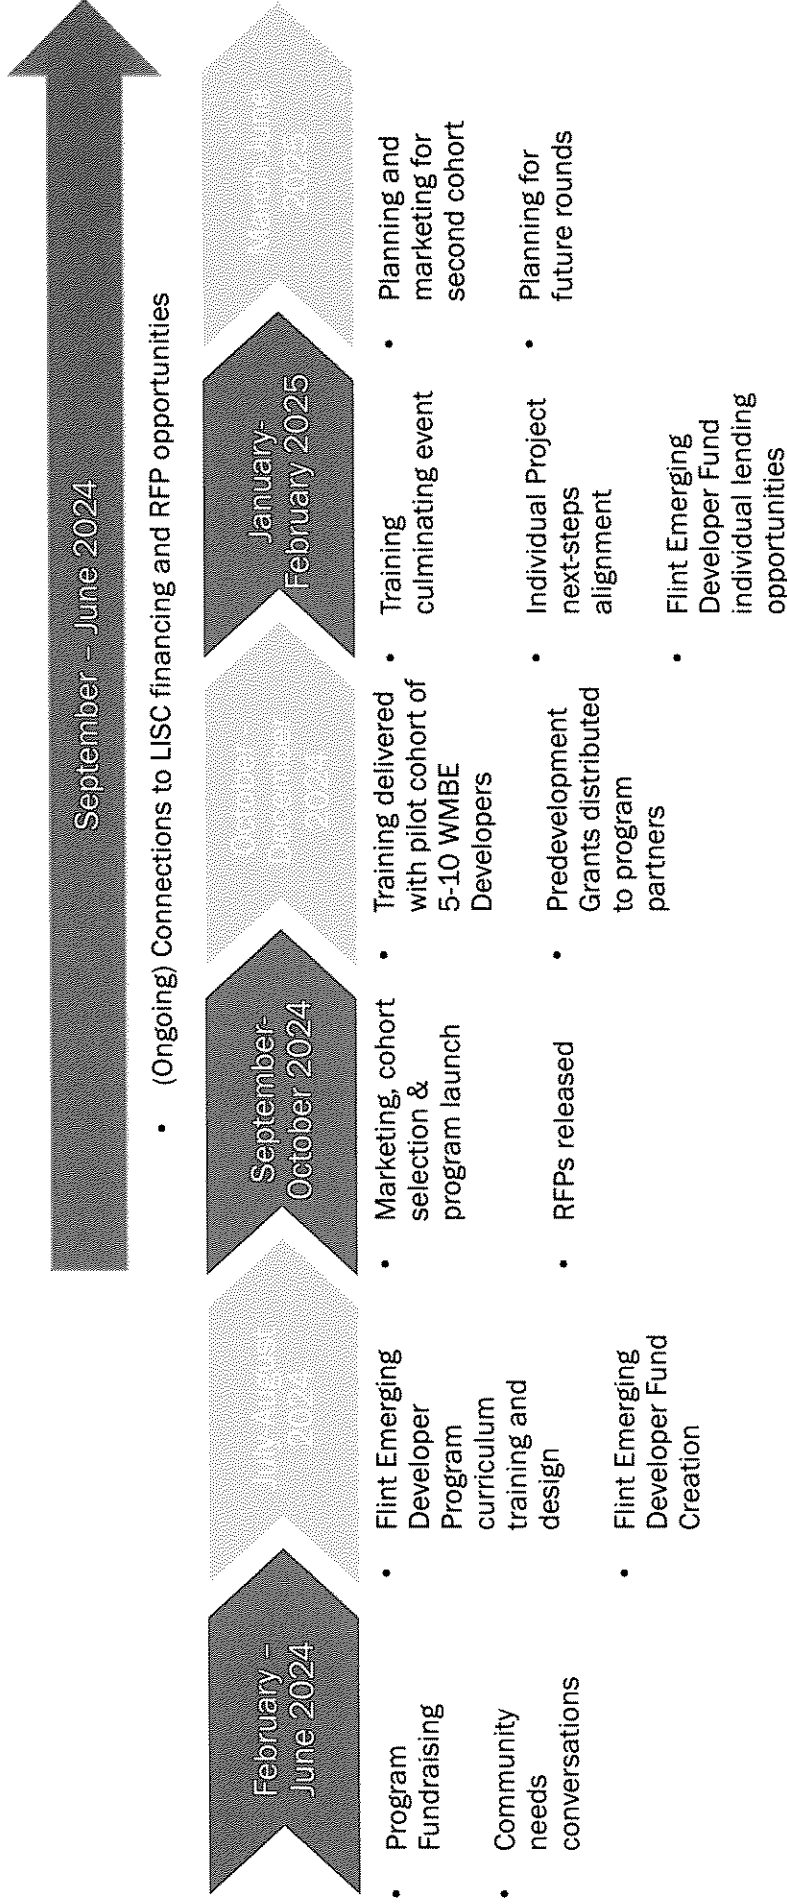 September – June 2024
• (Ongoing) Connections to LISC financing and RFP opportunities
February –
June 2024
• Program
Fundraising
• Community
needs
conversations
2024
• Flint Emerging
Developer
Program
curriculum
training and
design
• Flint Emerging
Developer Fund
Creation
September-
October 2024
• Marketing, cohort
selection &
program launch
• RFPs released
• Training delivered
with pilot cohort of
5-10 WMBE
Developers
• Predevelopment
Grants distributed
to program
partners
January-
February 2025
• Training
culminating event
• Individual Project
next-steps
alignment
• Flint Emerging
Developer Fund
individual lending
opportunities
• Planning and
marketing for
second cohort
• Planning for
future rounds